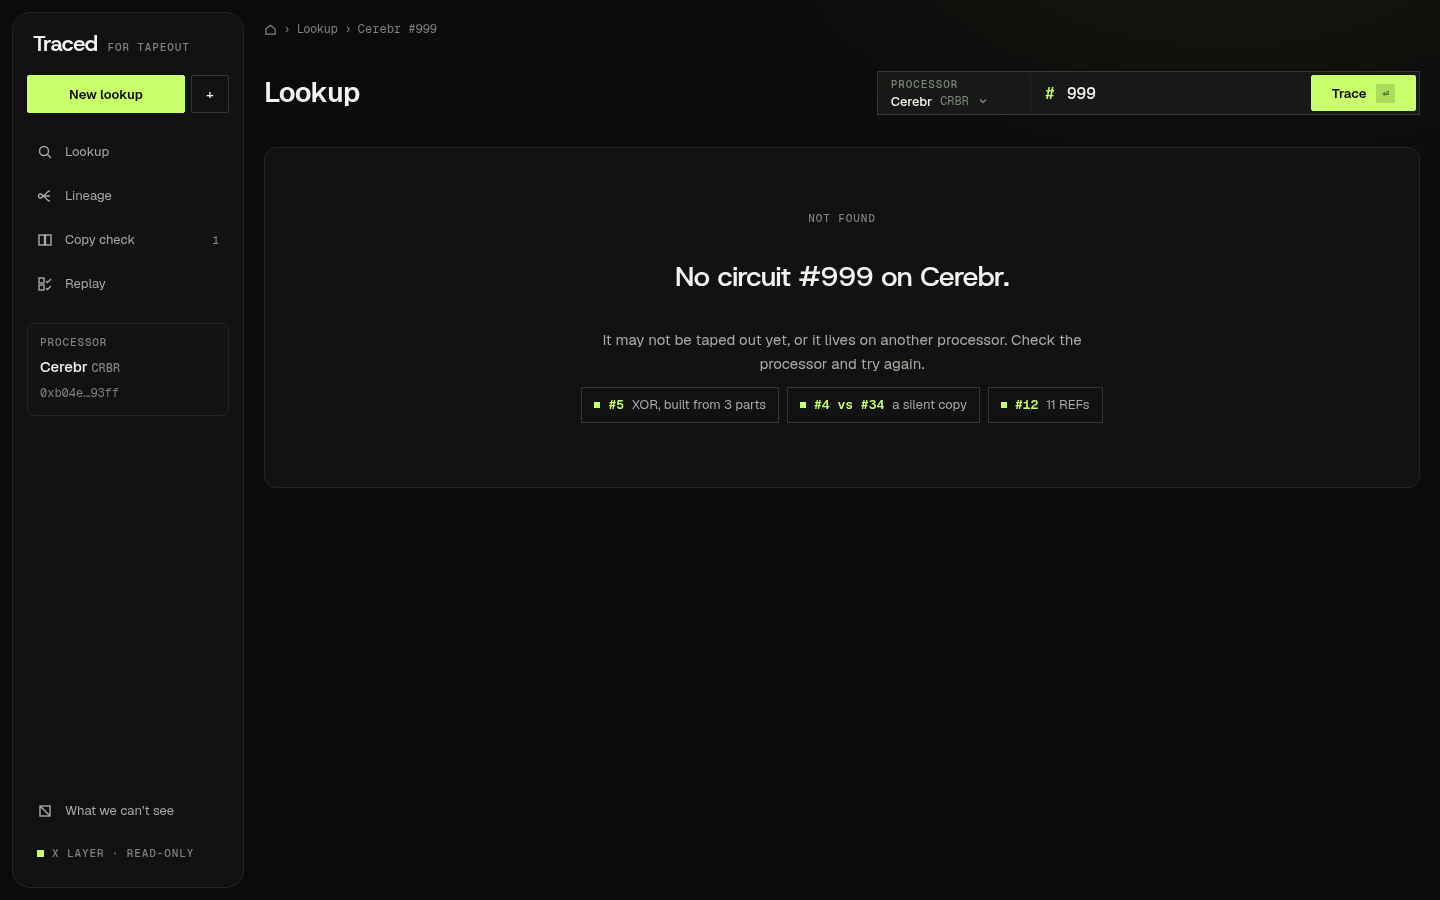 Traced FOR TAPEOUT
New lookup
+
Lookup
Lineage
Copy check 1
Replay
PROCESSOR
Cerebr CRBR
0xb04e…93ff
What we can't see
X LAYER · READ-ONLY
› Lookup › Cerebr #999
Lookup
PROCESSOR
Cerebr CRBR
# 999
Trace ⏎
NOT FOUND
No circuit #999 on Cerebr.
It may not be taped out yet, or it lives on another processor. Check the
processor and try again.
#5 XOR, built from 3 parts
#4 vs #34 a silent copy
#12 11 REFs